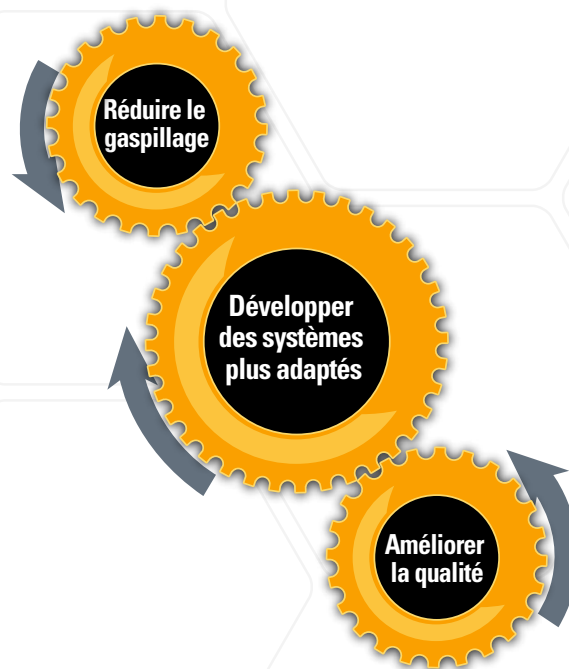 Réduire le
gaspillage
Développer
des systèmes
plus adaptés
Améliorer
la qualité